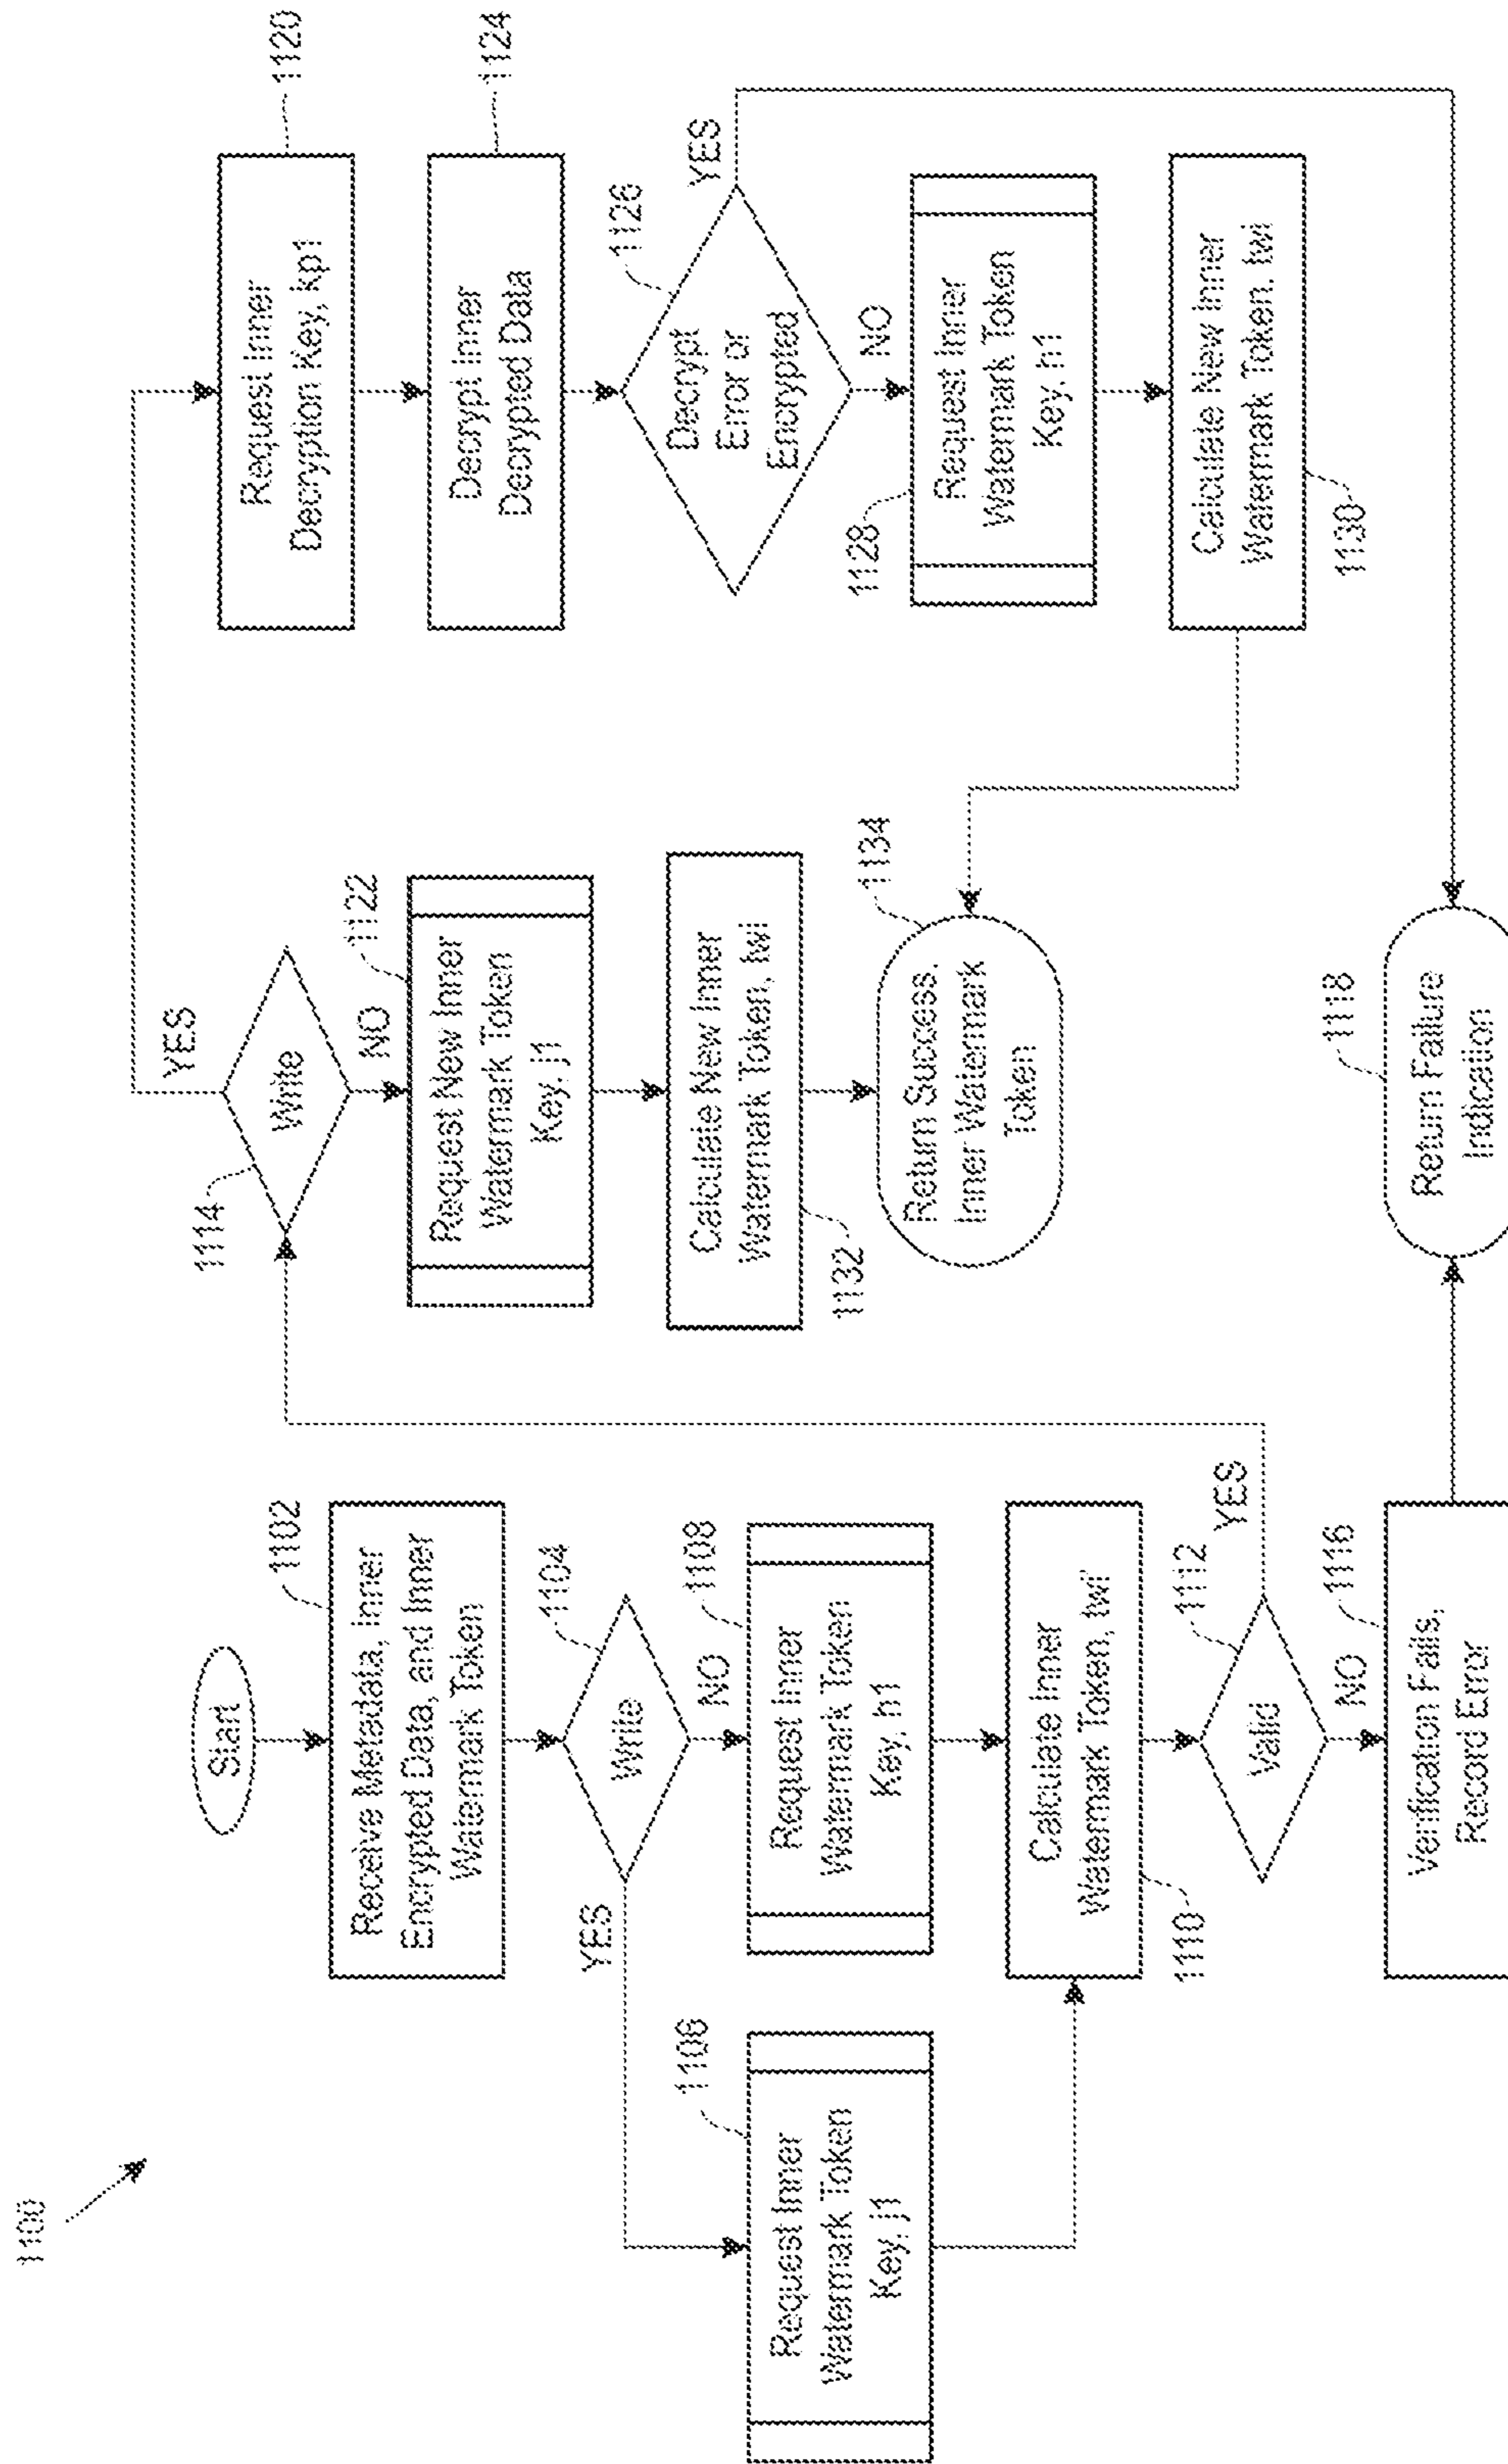 1100
Start
1102
Receive Metadata, Inner
Encrypted Data, and Inner
Watermark Token
1104
Write
YES
NO
1106
Request Inner
Watermark Token
Key, j1
1108
Request Inner
Watermark Token
Key, h1
Calculate Inner
Watermark Token, twi'
1110
1112
Valid
YES
NO
1116
Verification Fails,
Record Error
1114
Write
YES
NO
1122
Request New Inner
Watermark Token
Key, j1
Calculate New Inner
Watermark Token, twi
1132
1134
Return Success,
Inner Watermark
Token
1118
Return Failure
Indication
1120
Request Inner
Decryption Key, kp1
1124
Decrypt Inner
Decrypted Data
1126
Decrypt
Error or
Encrypted
YES
NO
1128
Request Inner
Watermark Token
Key, h1
Calculate New Inner
Watermark Token, twi
1130